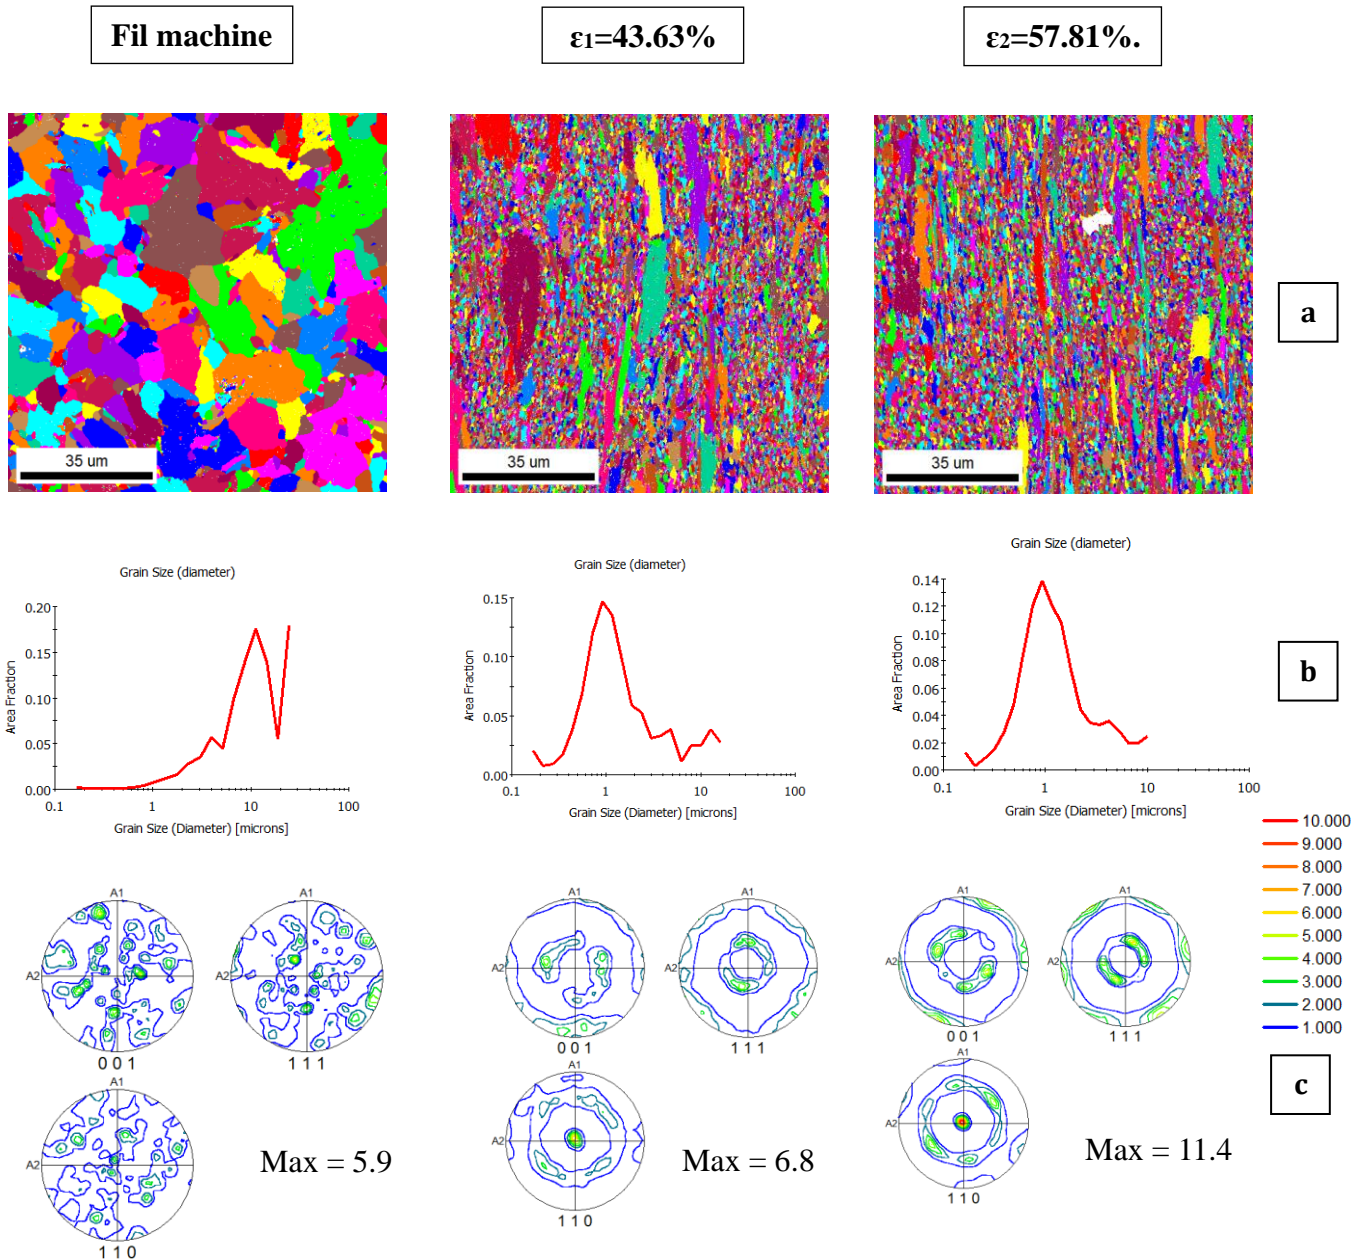 Fil machine
ε1=43.63%
ε2=57.81%.
35 um
35 um
35 um
a
Grain Size (diameter)
0.20
0.15
0.10
0.05
0.00
Area Fraction
0.1
1
10
100
Grain Size (Diameter) [microns]
Grain Size (diameter)
0.15
0.10
0.05
0.00
Area Fraction
0.1
1
10
100
Grain Size (Diameter) [microns]
Grain Size (diameter)
0.14
0.12
0.10
0.08
0.06
0.04
0.02
0.00
Area Fraction
0.1
1
10
100
Grain Size (Diameter) [microns]
b
10.000
9.000
8.000
7.000
6.000
5.000
4.000
3.000
2.000
1.000
A1
A2
0 0 1
A1
A2
1 1 1
A1
A2
1 1 0
Max = 5.9
A1
A2
0 0 1
A1
A2
1 1 1
A1
A2
1 1 0
Max = 6.8
A1
A2
0 0 1
A1
A2
1 1 1
A1
A2
1 1 0
Max = 11.4
c